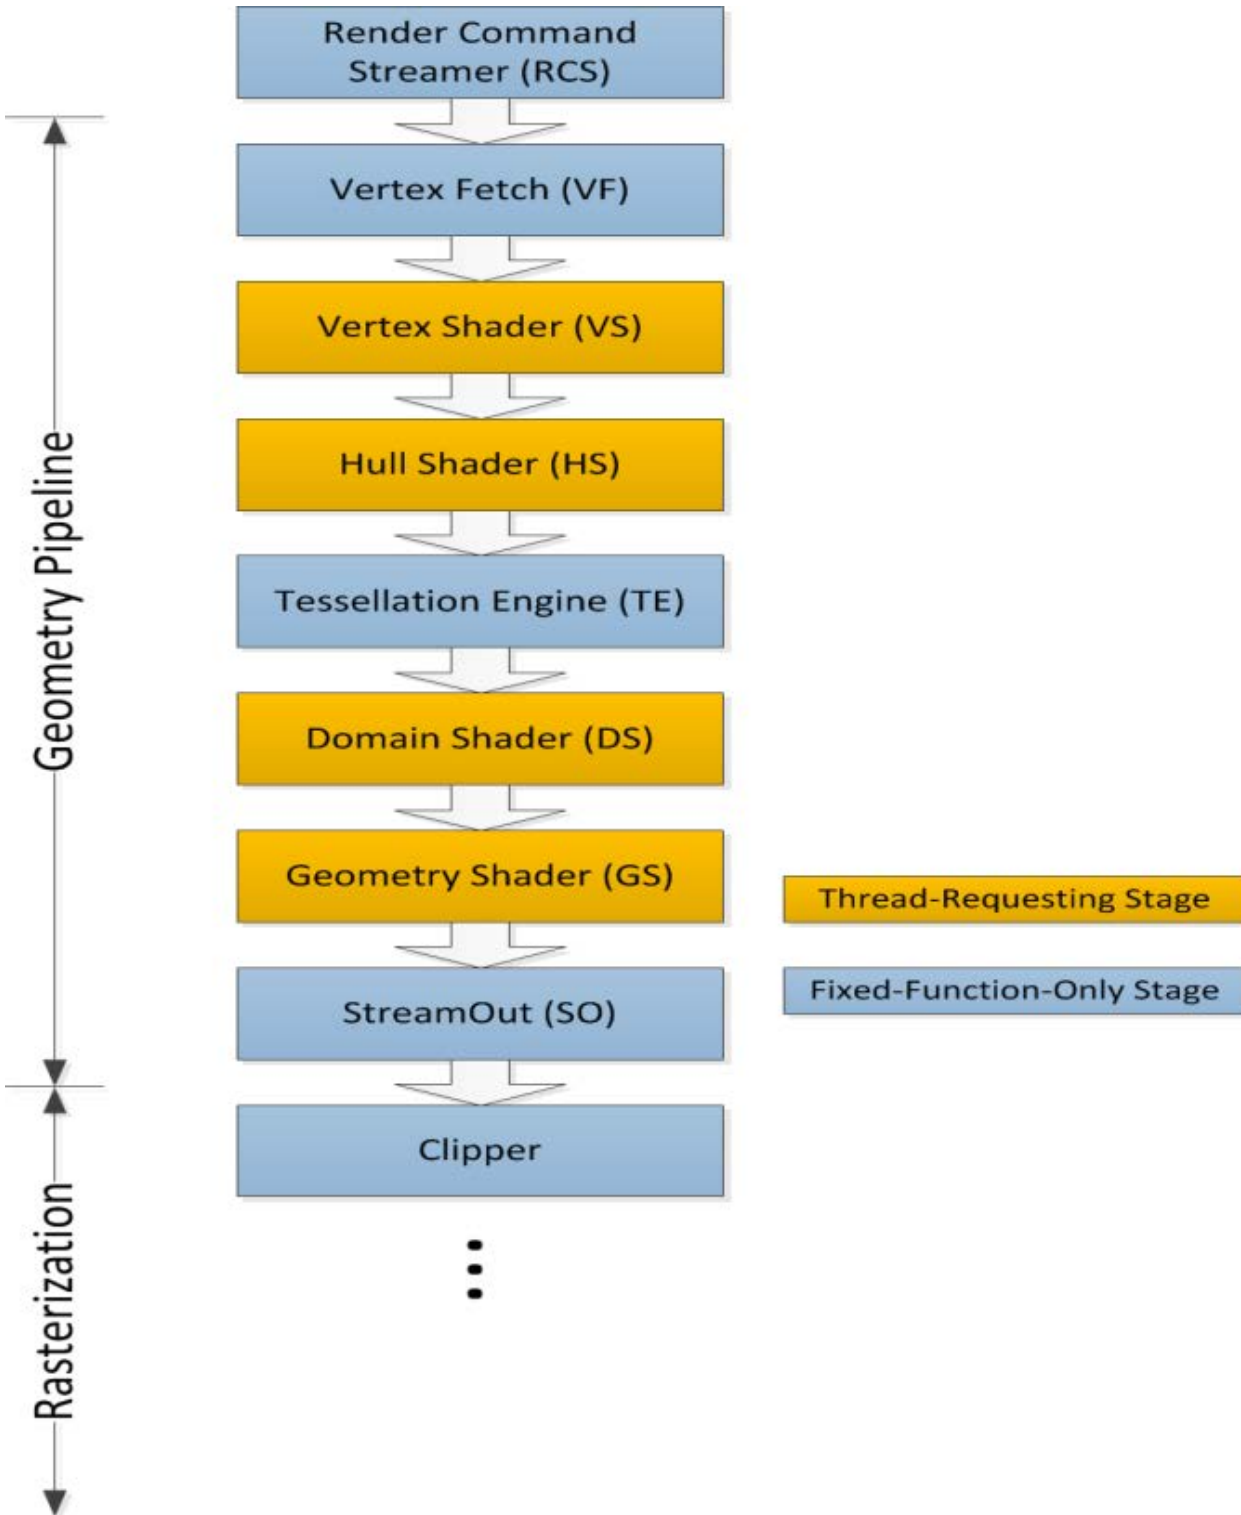 Render Command
Streamer (RCS)
Vertex Fetch (VF)
Vertex Shader (VS)
Hull Shader (HS)
Tessellation Engine (TE)
Domain Shader (DS)
Geometry Shader (GS)
StreamOut (SO)
Clipper
Geometry Pipeline
Rasterization
Thread-Requesting Stage
Fixed-Function-Only Stage